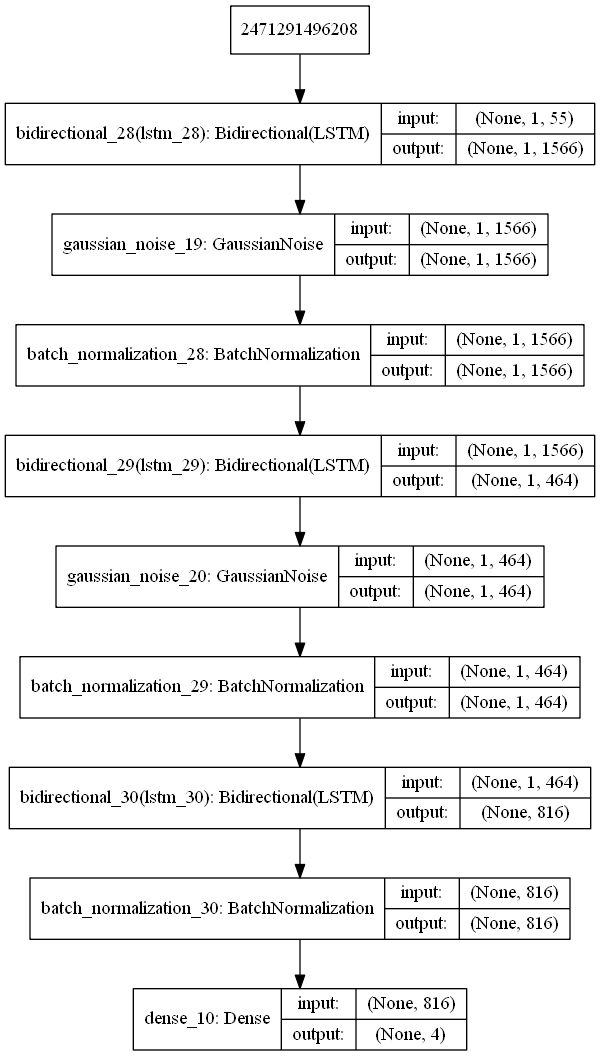 2471291496208
bidirectional_28(lstm_28): Bidirectional(LSTM)
input: (None, 1, 55)
output: (None, 1, 1566)
gaussian_noise_19: GaussianNoise
input: (None, 1, 1566)
output: (None, 1, 1566)
batch_normalization_28: BatchNormalization
input: (None, 1, 1566)
output: (None, 1, 1566)
bidirectional_29(lstm_29): Bidirectional(LSTM)
input: (None, 1, 1566)
output: (None, 1, 464)
gaussian_noise_20: GaussianNoise
input: (None, 1, 464)
output: (None, 1, 464)
batch_normalization_29: BatchNormalization
input: (None, 1, 464)
output: (None, 1, 464)
bidirectional_30(lstm_30): Bidirectional(LSTM)
input: (None, 1, 464)
output: (None, 816)
batch_normalization_30: BatchNormalization
input: (None, 816)
output: (None, 816)
dense_10: Dense
input: (None, 816)
output: (None, 4)